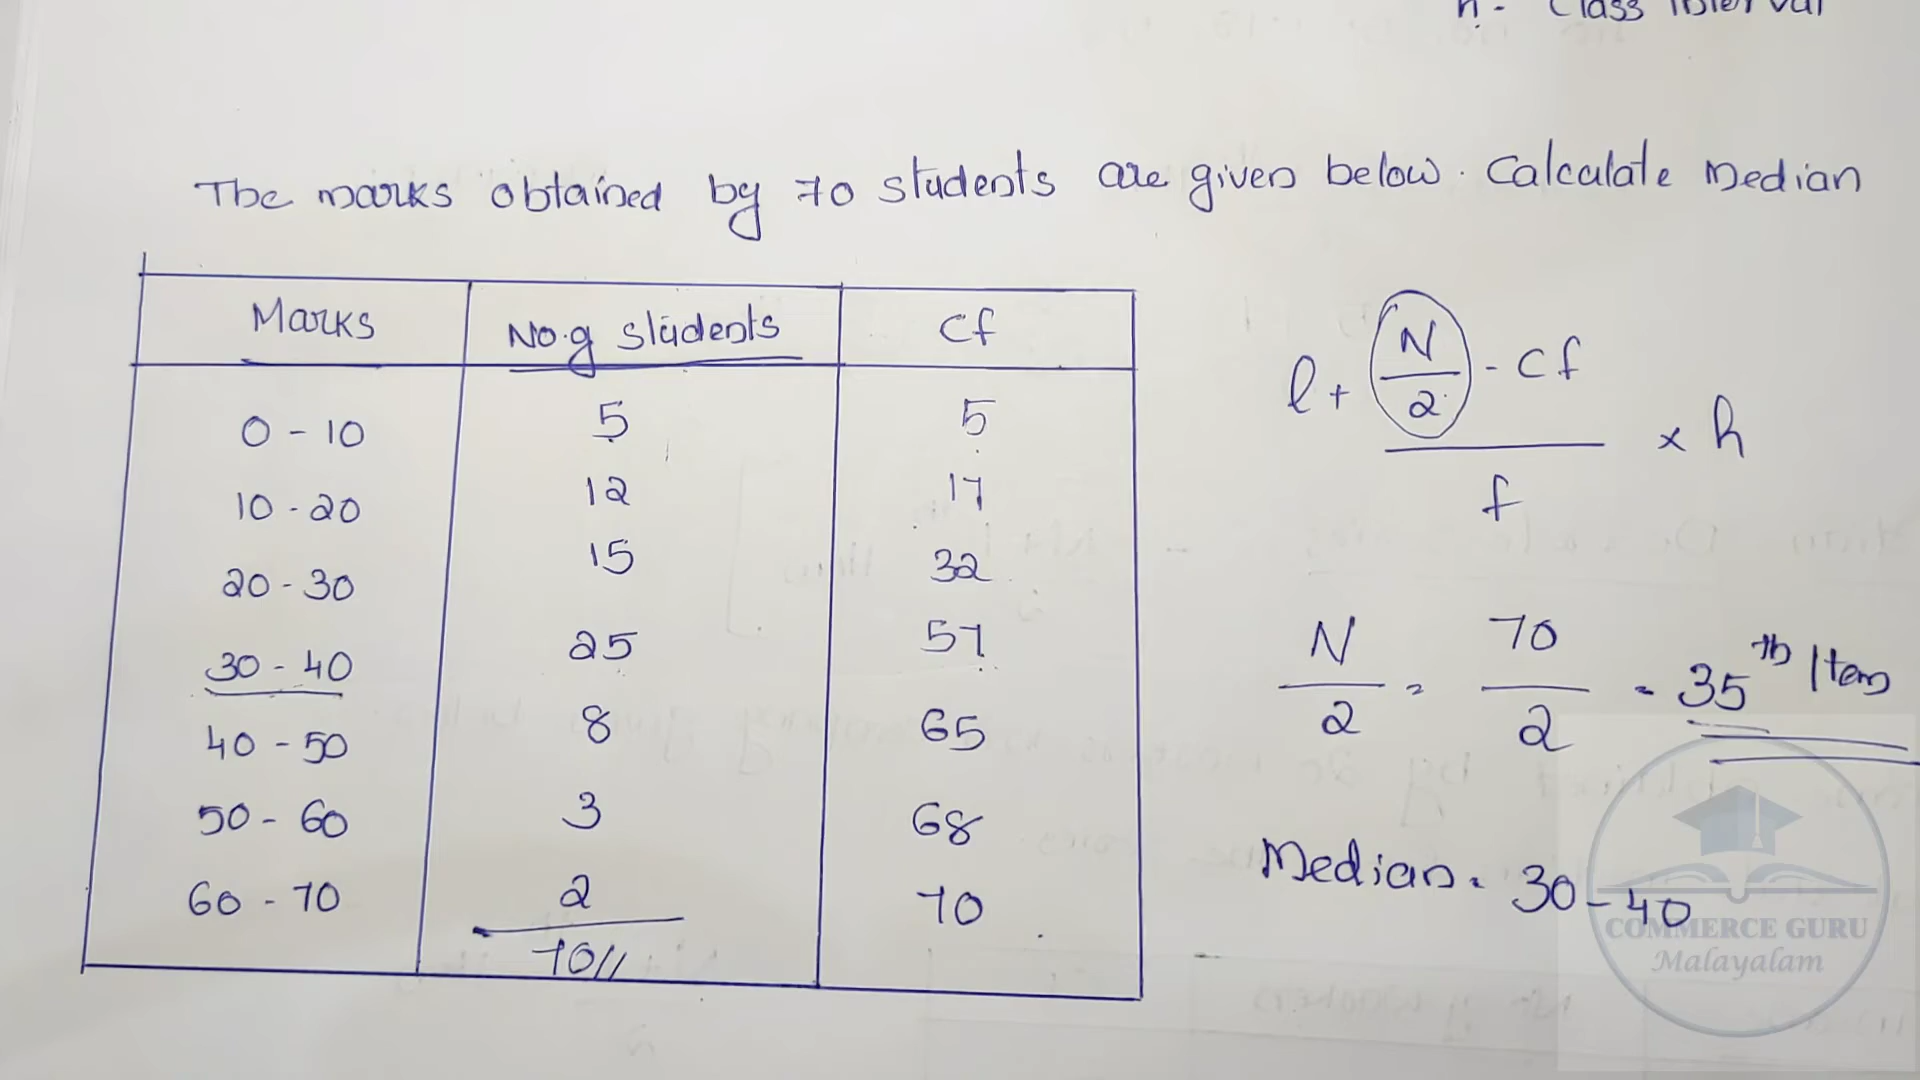 h - Class Interval
The marks obtained by 70 students are given below. Calculate Median
Marks No. of students Cf
0 - 10 5 5
10 - 20 12 17
20 - 30 15 32
30 - 40 25 57
40 - 50 8 65
50 - 60 3 68
60 - 70 2 70
70//
l + N/2 - cf
/ f × h
N/2 = 70/2 = 35th Item
Median = 30 - 40
COMMERCE GURU
Malayalam